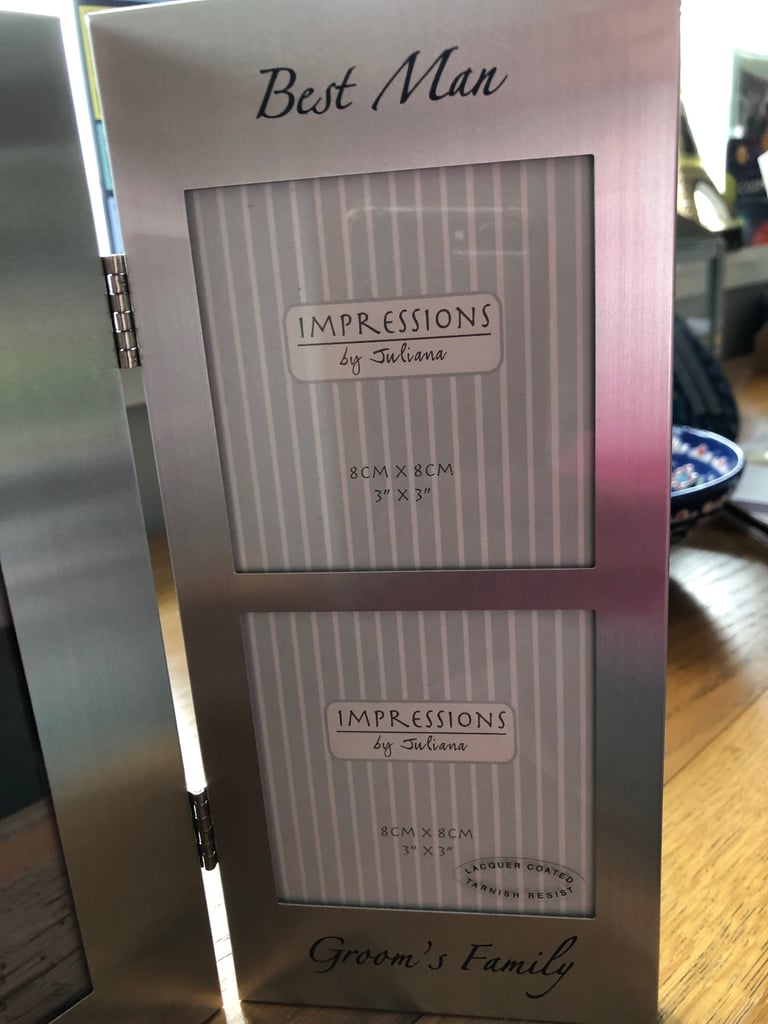 Best Man
IMPRESSIONS
by Juliana
8CM X 8CM
3" X 3"
IMPRESSIONS
by Juliana
8CM X 8CM
3" X 3"
LACQUER COATED
TARNISH RESIST
Groom's Family